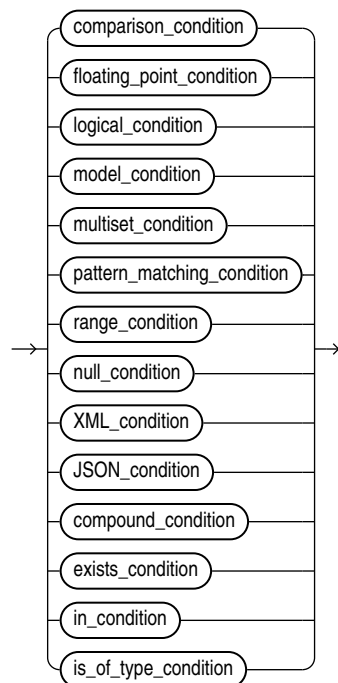 comparison_condition
floating_point_condition
logical_condition
model_condition
multiset_condition
pattern_matching_condition
range_condition
null_condition
XML_condition
JSON_condition
compound_condition
exists_condition
in_condition
is_of_type_condition